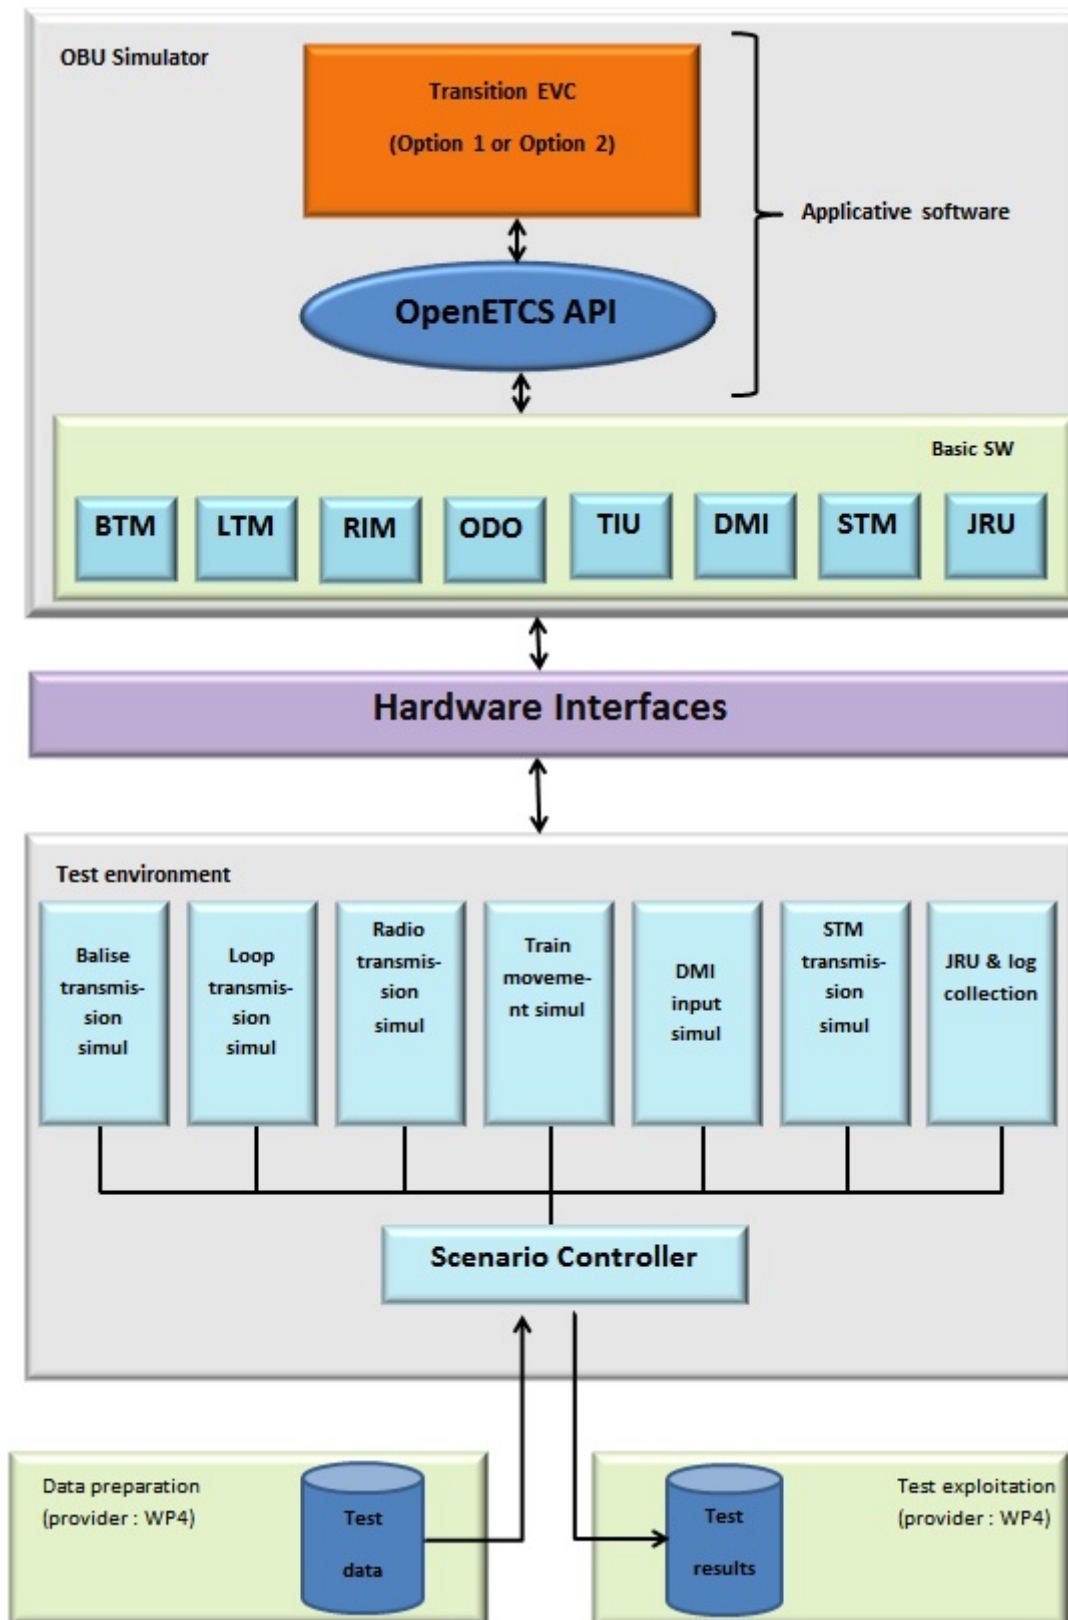 OBU Simulator
Transition EVC
(Option 1 or Option 2)
Applicative software
OpenETCS API
Basic SW
BTM
LTM
RIM
ODO
TIU
DMI
STM
JRU
Hardware Interfaces
Test environment
Balise
transmis-
sion
simul
Loop
transmis-
sion
simul
Radio
transmis-
sion
simul
Train
moveme-
nt simul
DMI
input
simul
STM
transmis-
sion
simul
JRU & log
collection
Scenario Controller
Data preparation
(provider : WP4)
Test
data
Test
results
Test exploitation
(provider : WP4)